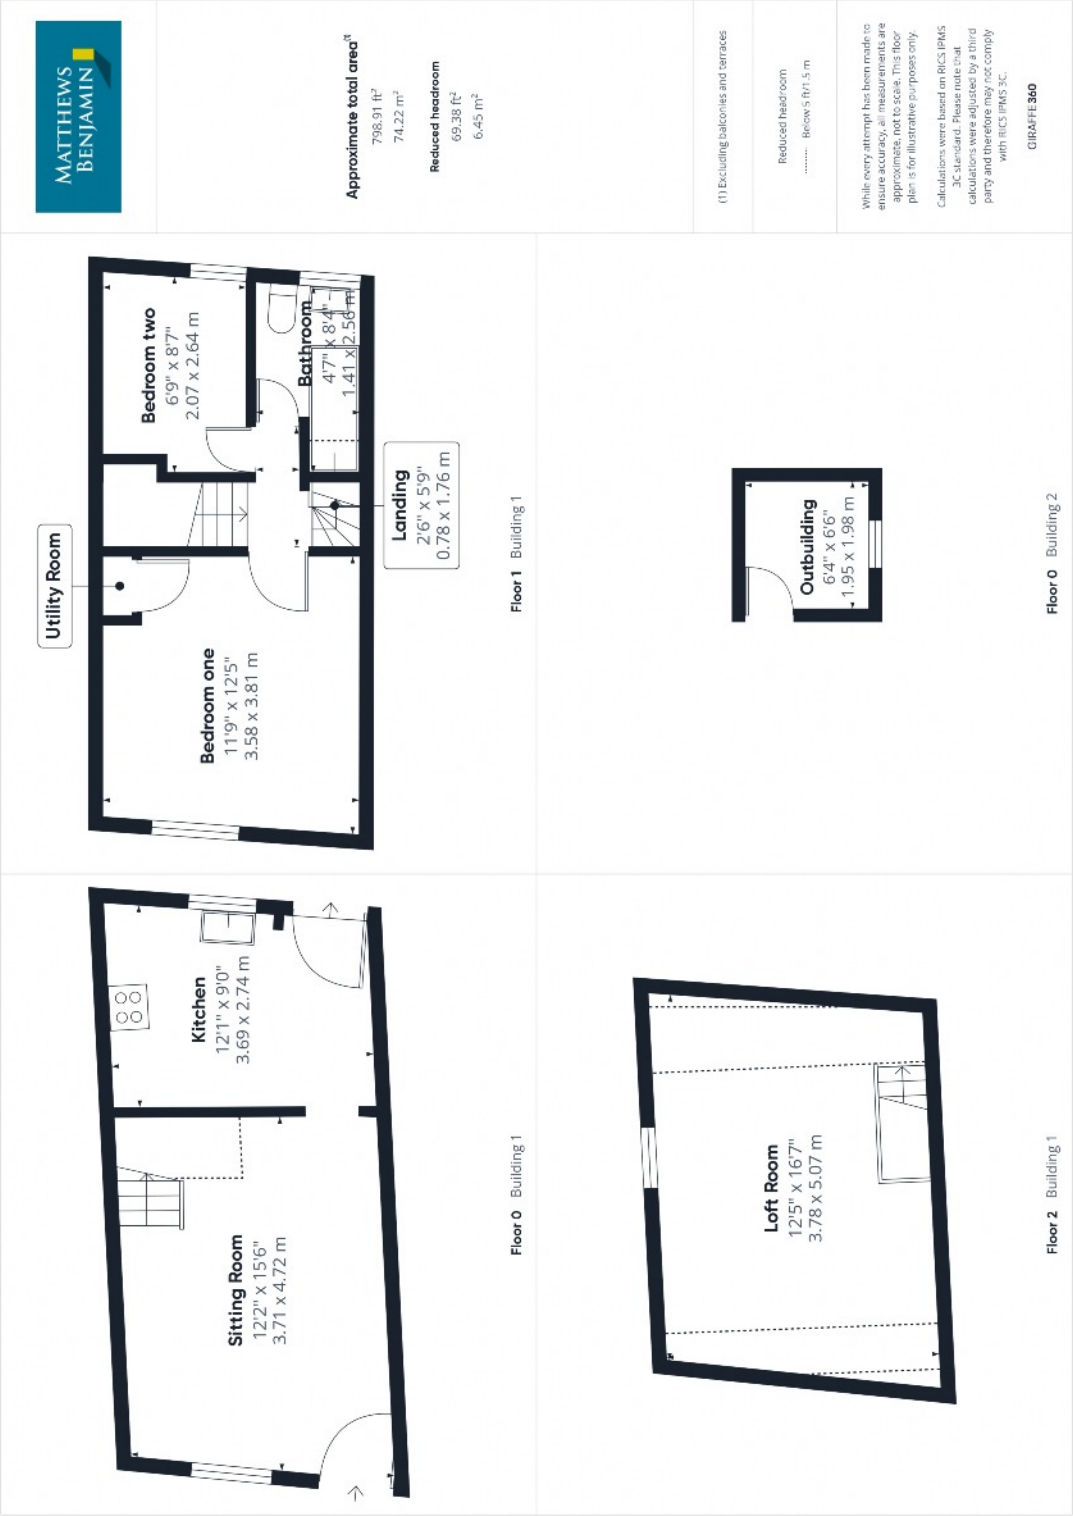 Sitting Room
12'2" x 15'6"
3.71 x 4.72 m
Kitchen
12'1" x 9'0"
3.69 x 2.74 m
Floor 0 Building 1
Utility Room
Bedroom one
11'9" x 12'5"
3.58 x 3.81 m
Bedroom two
6'9" x 8'7"
2.07 x 2.64 m
Bathroom
4'7" x 8'4"
1.41 x 2.56 m
Landing
2'6" x 5'9"
0.78 x 1.76 m
Floor 1 Building 1
Loft Room
12'5" x 16'7"
3.78 x 5.07 m
Floor 2 Building 1
Outbuilding
6'4" x 6'6"
1.95 x 1.98 m
Floor 0 Building 2
MATTHEWS
BENJAMIN
Approximate total area⁽¹⁾
798.91 ft²
74.22 m²
Reduced headroom
69.38 ft²
6.45 m²
(1) Excluding balconies and terraces
Reduced headroom
Below 5 ft/1.5 m
While every attempt has been made to
ensure accuracy, all measurements are
approximate, not to scale. This floor
plan is for illustrative purposes only.
Calculations were based on RICS IPMS
3C standard. Please note that
calculations were adjusted by a third
party and therefore may not comply
with RICS IPMS 3C.
GIRAFFE360